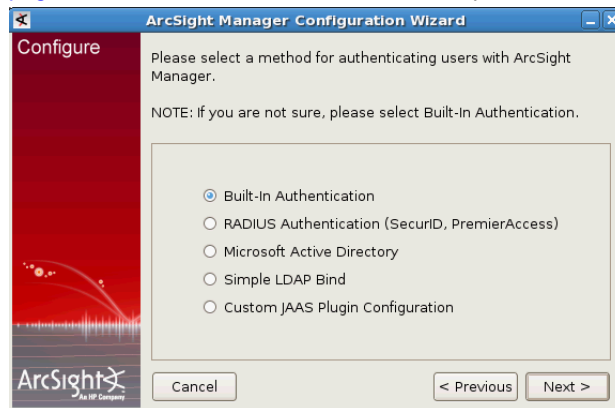 ArcSight Manager Configuration Wizard
Configure
Please select a method for authenticating users with ArcSight
Manager.
NOTE: If you are not sure, please select Built-In Authentication.
Built-In Authentication
RADIUS Authentication (SecurID, PremierAccess)
Microsoft Active Directory
Simple LDAP Bind
Custom JAAS Plugin Configuration
ArcSight
An HP Company
Cancel
< Previous
Next >